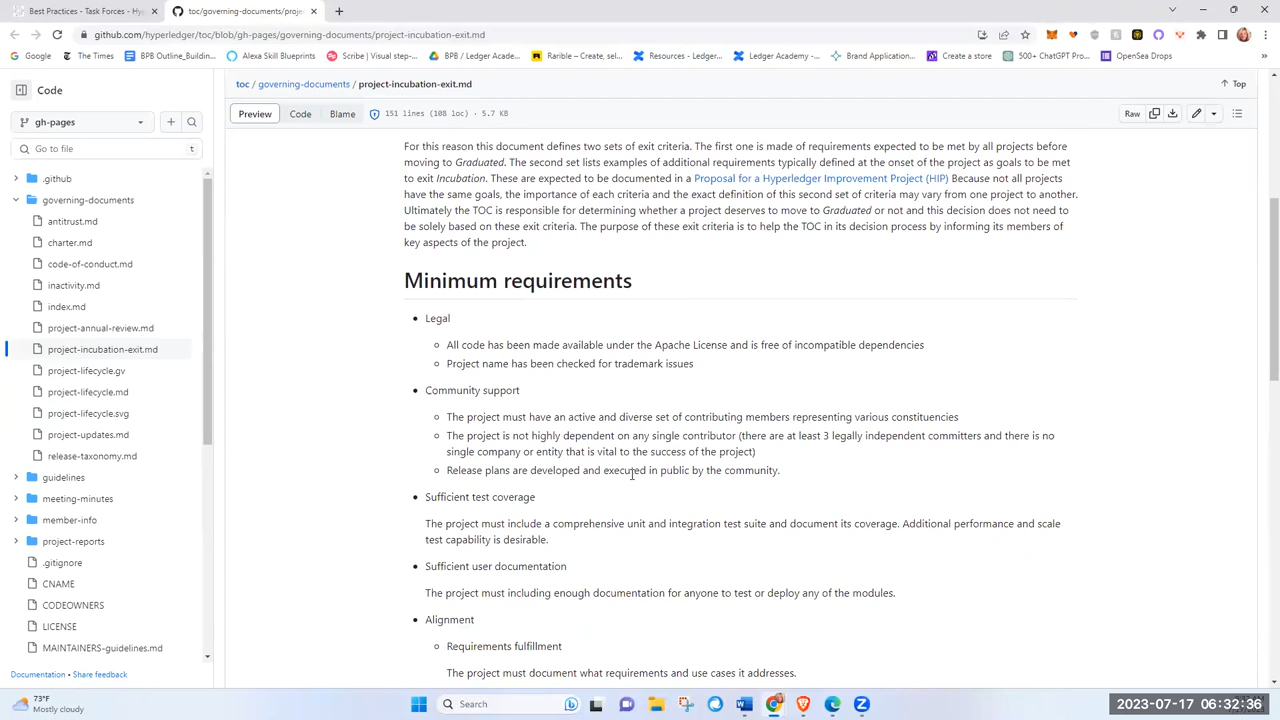 Best Practices - Task Forces - Hyp
toc/governing-documents/proje
github.com/hyperledger/toc/blob/gh-pages/governing-documents/project-incubation-exit.md
Google
The Times
BPB Outline_Building...
Alexa Skill Blueprints
Scribe | Visual step-...
BPB / Ledger Acade...
Rarible — Create, sel...
Resources - Ledger...
Ledger Academy -...
Brand Application...
Create a store
500+ ChatGPT Pro...
OpenSea Drops
Code
toc / governing-documents / project-incubation-exit.md
Top
gh-pages
Preview
Code
Blame
151 lines (108 loc) · 5.7 KB
Raw
Go to file
t
.github
governing-documents
antitrust.md
charter.md
code-of-conduct.md
inactivity.md
index.md
project-annual-review.md
project-incubation-exit.md
project-lifecycle.gv
project-lifecycle.md
project-lifecycle.svg
project-updates.md
release-taxonomy.md
guidelines
meeting-minutes
member-info
project-reports
.gitignore
CNAME
CODEOWNERS
LICENSE
MAINTAINERS-guidelines.md
Documentation • Share feedback
For this reason this document defines two sets of exit criteria. The first one is made of requirements expected to be met by all projects before
moving to Graduated. The second set lists examples of additional requirements typically defined at the onset of the project as goals to be met
to exit Incubation. These are expected to be documented in a Proposal for a Hyperledger Improvement Project (HIP) Because not all projects
have the same goals, the importance of each criteria and the exact definition of this second set of criteria may vary from one project to another.
Ultimately the TOC is responsible for determining whether a project deserves to move to Graduated or not and this decision does not need to
be solely based on these exit criteria. The purpose of these exit criteria is to help the TOC in its decision process by informing its members of
key aspects of the project.
Minimum requirements
Legal
All code has been made available under the Apache License and is free of incompatible dependencies
Project name has been checked for trademark issues
Community support
The project must have an active and diverse set of contributing members representing various constituencies
The project is not highly dependent on any single contributor (there are at least 3 legally independent committers and there is no
single company or entity that is vital to the success of the project)
Release plans are developed and executed in public by the community.
Sufficient test coverage
The project must include a comprehensive unit and integration test suite and document its coverage. Additional performance and scale
test capability is desirable.
Sufficient user documentation
The project must including enough documentation for anyone to test or deploy any of the modules.
Alignment
Requirements fulfillment
The project must document what requirements and use cases it addresses.
73°F
Mostly cloudy
Search
2023-07-17 06:32:36